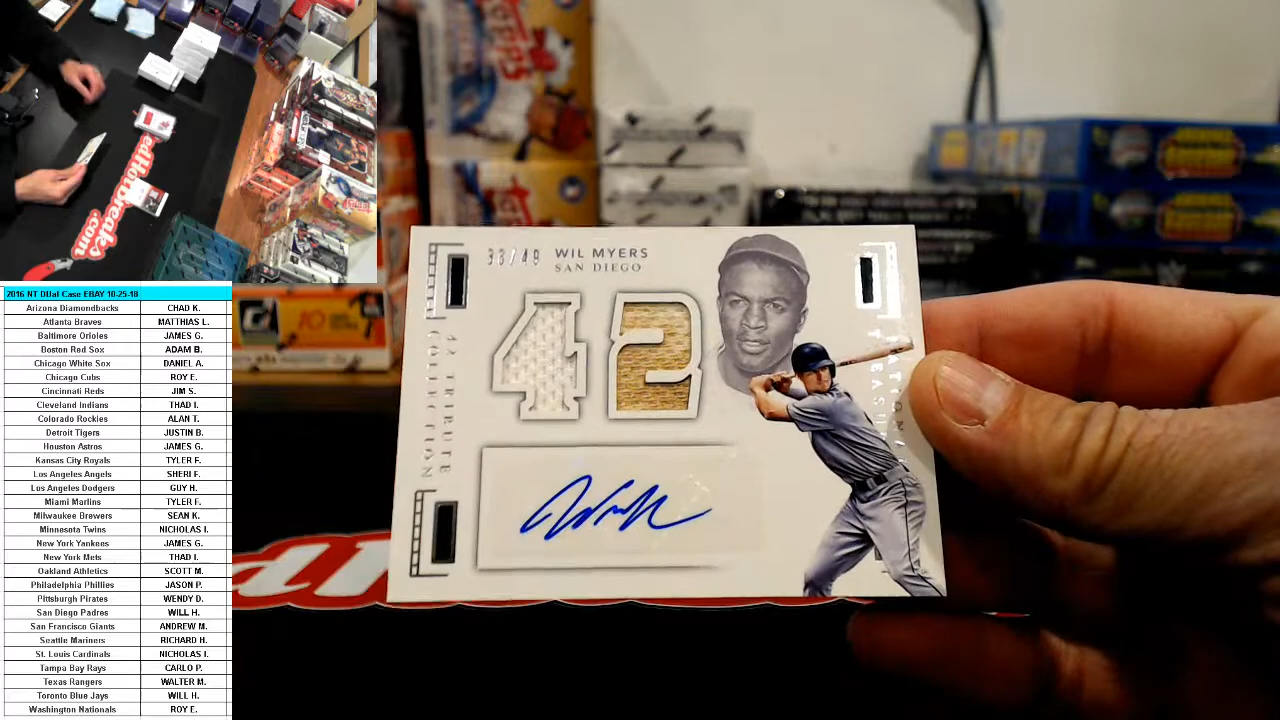 RedHotBreaks
.com
2016 NT DUal Case EBAY 10-25-18
Arizona Diamondbacks CHAD K.
Atlanta Braves MATTHIAS L.
Baltimore Orioles JAMES G.
Boston Red Sox ADAM B.
Chicago White Sox DANIEL A.
Chicago Cubs ROY E.
Cincinnati Reds JIM S.
Cleveland Indians THAD I.
Colorado Rockies ALAN T.
Detroit Tigers JUSTIN B.
Houston Astros JAMES G.
Kansas City Royals TYLER F.
Los Angeles Angels SHERI F.
Los Angeles Dodgers GUY H.
Miami Marlins TYLER F.
Milwaukee Brewers SEAN K.
Minnesota Twins NICHOLAS I.
New York Yankees JAMES G.
New York Mets THAD I.
Oakland Athletics SCOTT M.
Philadelphia Phillies JASON P.
Pittsburgh Pirates WENDY D.
San Diego Padres WILL H.
San Francisco Giants ANDREW M.
Seattle Mariners RICHARD H.
St. Louis Cardinals NICHOLAS I.
Tampa Bay Rays CARLO P.
Texas Rangers WALTER M.
Toronto Blue Jays WILL H.
Washington Nationals ROY E.
38/49 WIL MYERS
SAN DIEGO
42
42 TRIBUTE
COLLECTION
TOPPS